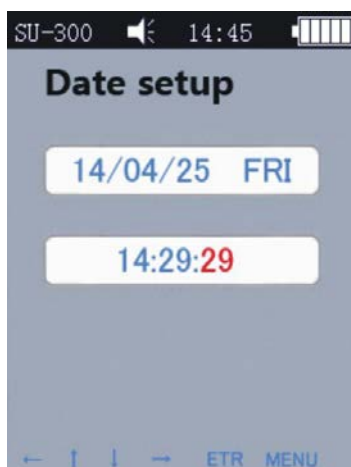 SU-300 14:45
Date setup
14/04/25 FRI
14:29:29
← ↑ ↓ → ETR MENU